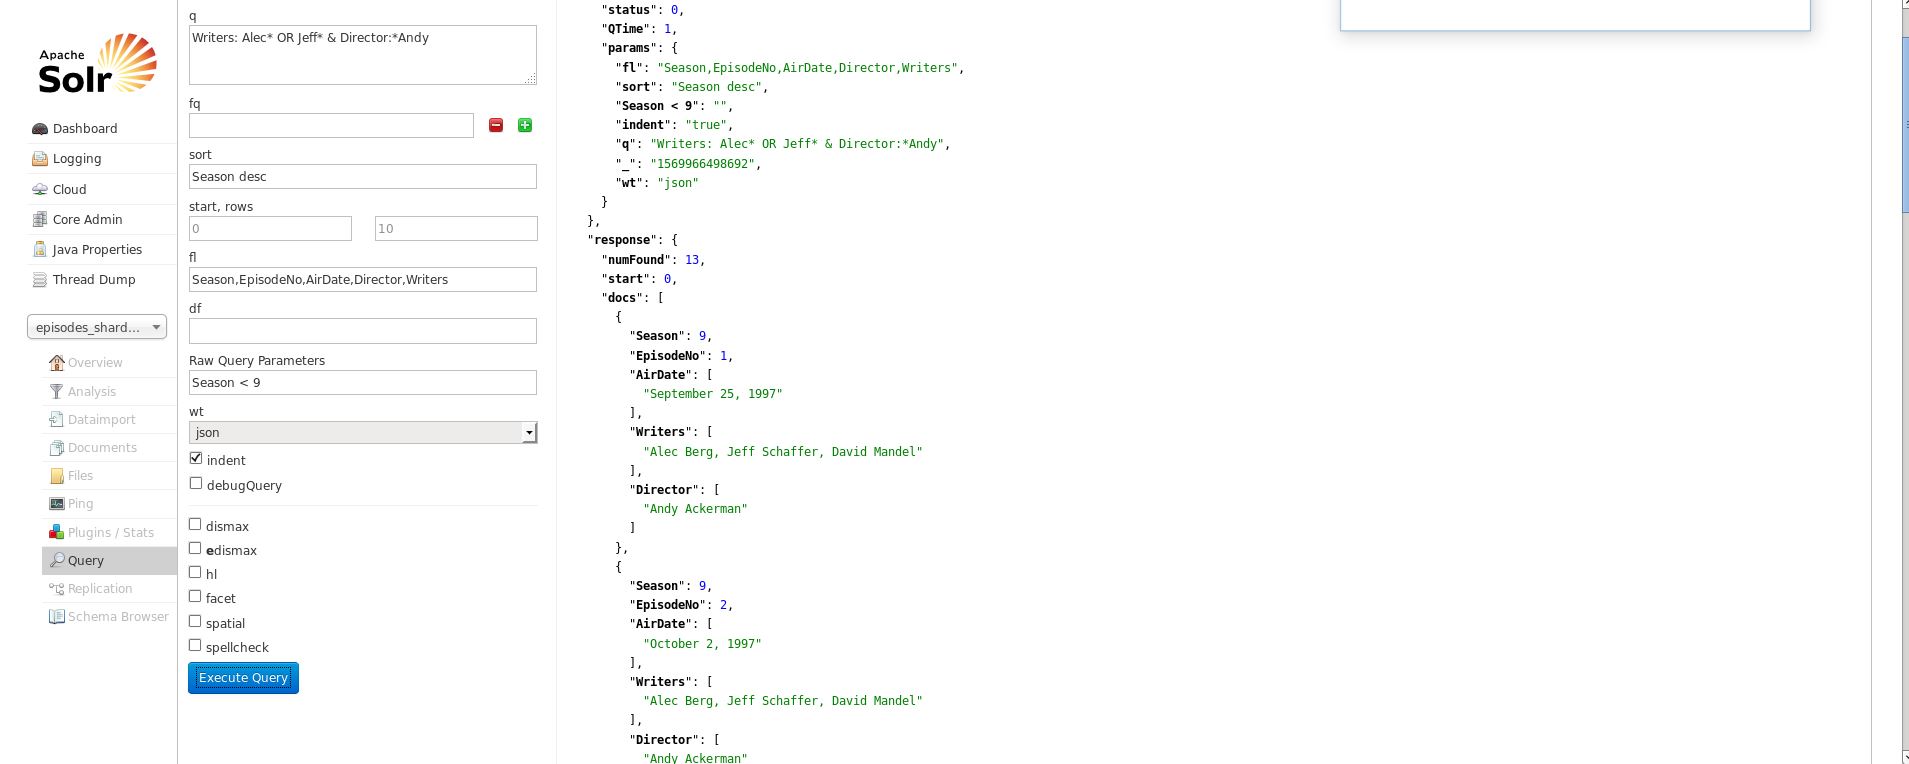 Apache
Solr
Dashboard
Logging
Cloud
Core Admin
Java Properties
Thread Dump
episodes_shard...
Overview
Analysis
Dataimport
Documents
Files
Ping
Plugins / Stats
Query
Replication
Schema Browser
q
Writers: Alec* OR Jeff* & Director:*Andy
fq
sort
Season desc
start, rows
0 10
fl
Season,EpisodeNo,AirDate,Director,Writers
df
Raw Query Parameters
Season < 9
wt
json
indent
debugQuery
dismax
edismax
hl
facet
spatial
spellcheck
Execute Query
"status": 0,
"QTime": 1,
"params": {
"fl": "Season,EpisodeNo,AirDate,Director,Writers",
"sort": "Season desc",
"Season < 9": "",
"indent": "true",
"q": "Writers: Alec* OR Jeff* & Director:*Andy",
"_": "1569966498692",
"wt": "json"
}
},
"response": {
"numFound": 13,
"start": 0,
"docs": [
{
"Season": 9,
"EpisodeNo": 1,
"AirDate": [
"September 25, 1997"
],
"Writers": [
"Alec Berg, Jeff Schaffer, David Mandel"
],
"Director": [
"Andy Ackerman"
]
},
{
"Season": 9,
"EpisodeNo": 2,
"AirDate": [
"October 2, 1997"
],
"Writers": [
"Alec Berg, Jeff Schaffer, David Mandel"
],
"Director": [
"Andy Ackerman"